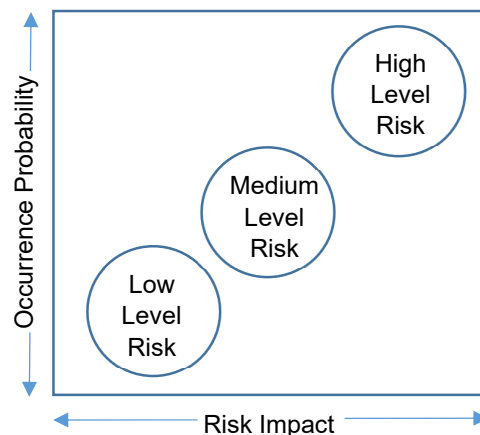 High
Level
Risk
Medium
Level
Risk
Low
Level
Risk
Occurrence Probability
Risk Impact